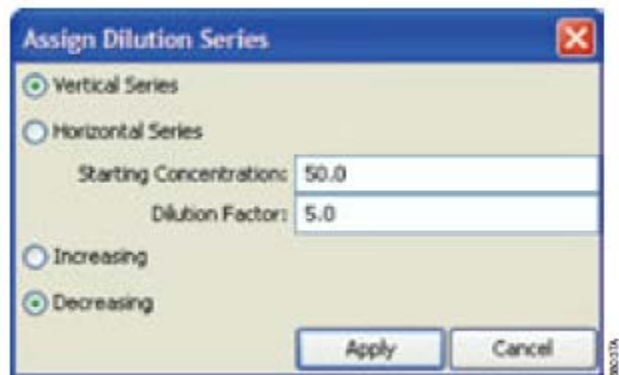 Assign Dilution Series
Vertical Series
Horizontal Series
Starting Concentration: 50.0
Dilution Factor: 5.0
Increasing
Decreasing
Apply Cancel